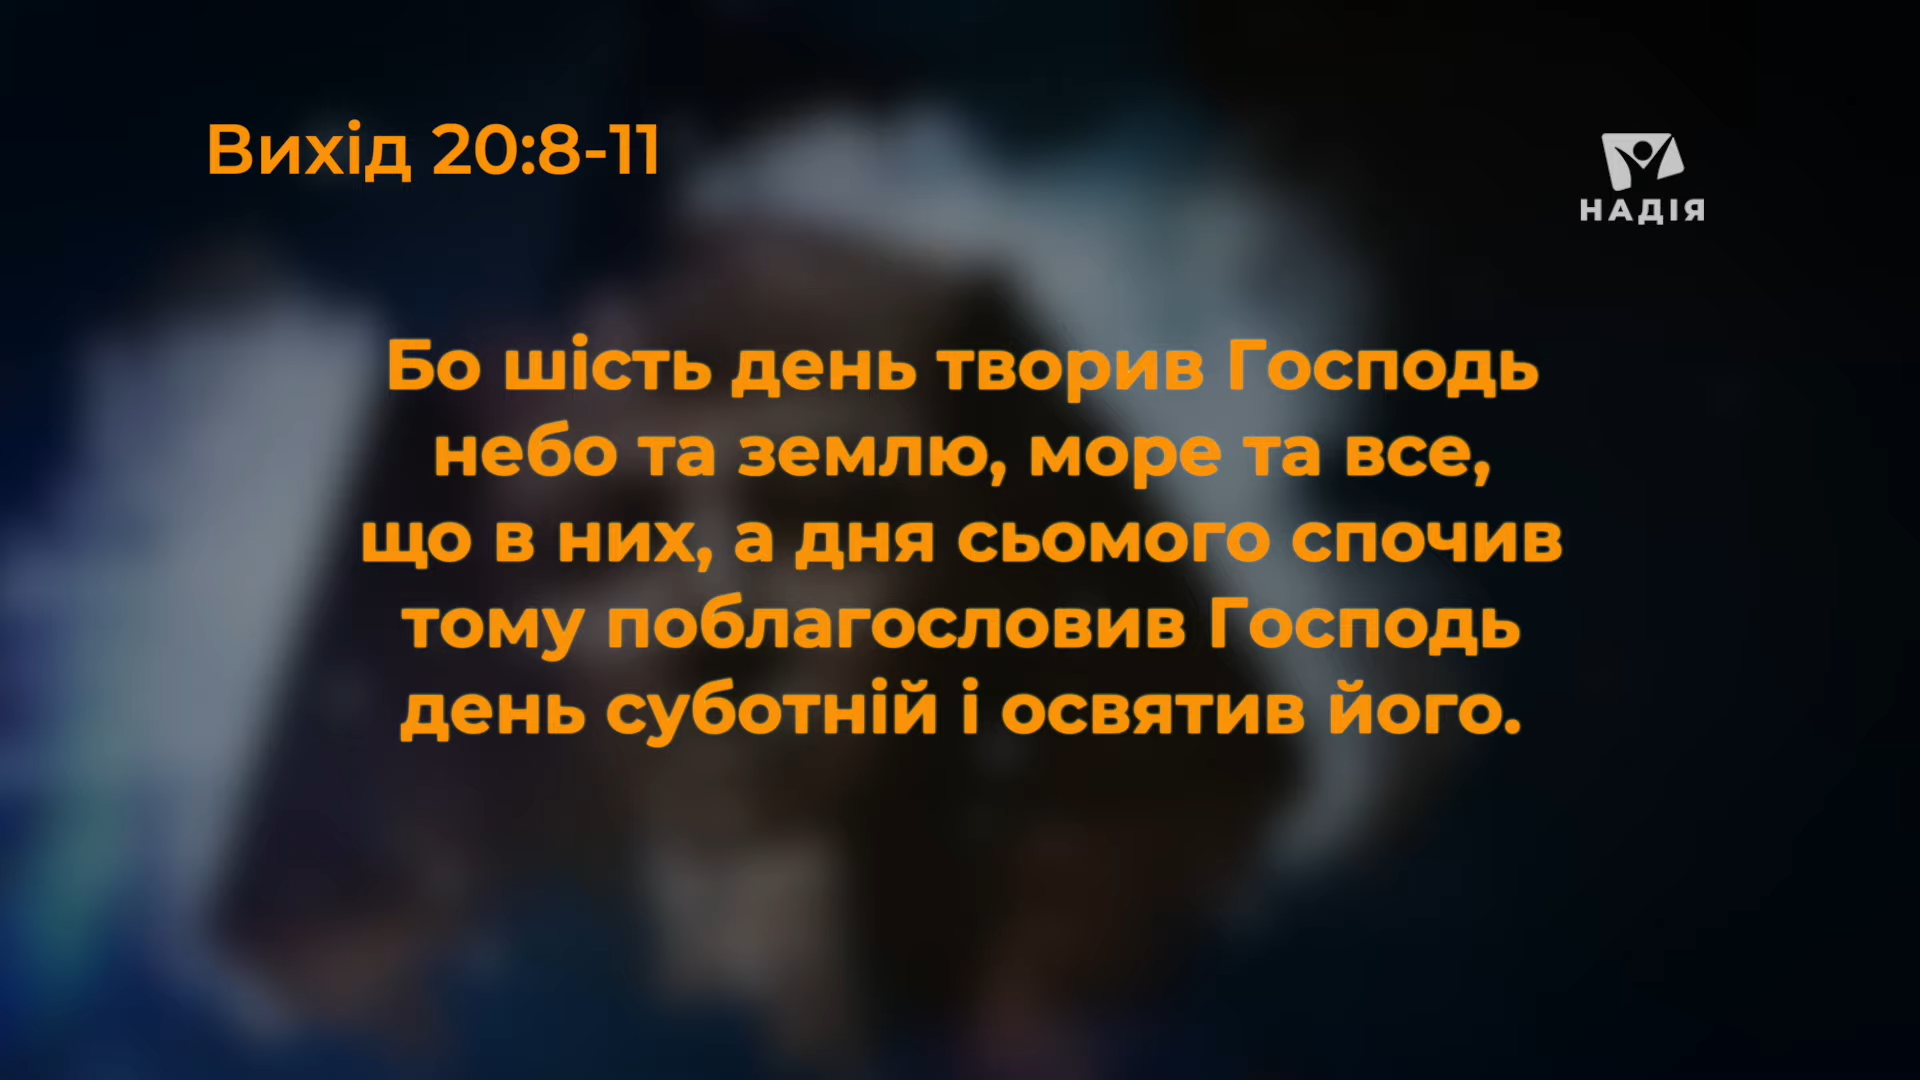 Вихід 20:8-11
НАДІЯ
Бо шість день творив Господь
небо та землю, море та все,
що в них, а дня сьомого спочив
тому поблагословив Господь
день суботній і освятив його.